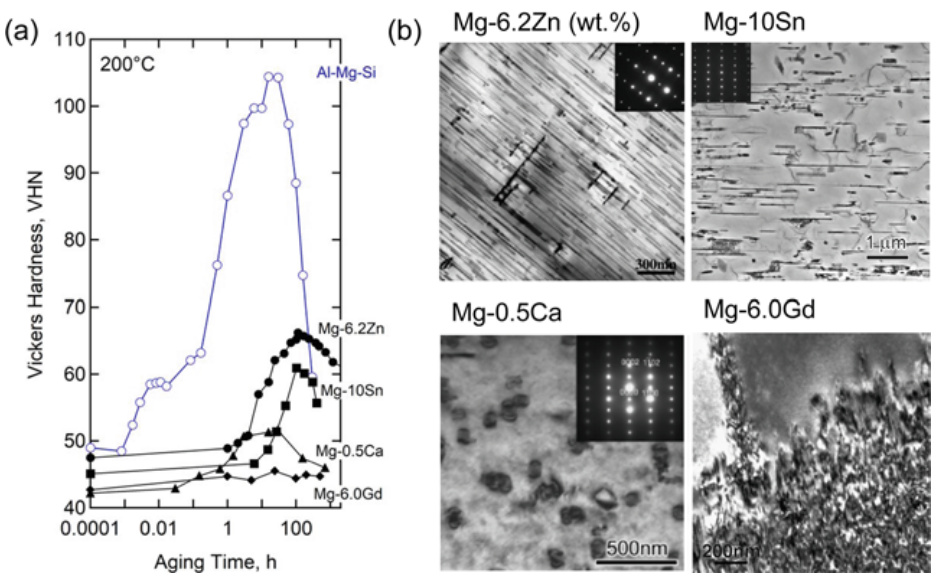 (a)
110
100
90
80
70
60
50
40
0.0001
0.01
1
100
Vickers Hardness, VHN
Aging Time, h
200°C
Al-Mg-Si
Mg-6.2Zn
Mg-10Sn
Mg-0.5Ca
Mg-6.0Gd
(b)
Mg-6.2Zn (wt.%)
300nm
Mg-10Sn
1 μm
Mg-0.5Ca
0002
500nm
Mg-6.0Gd
200nm